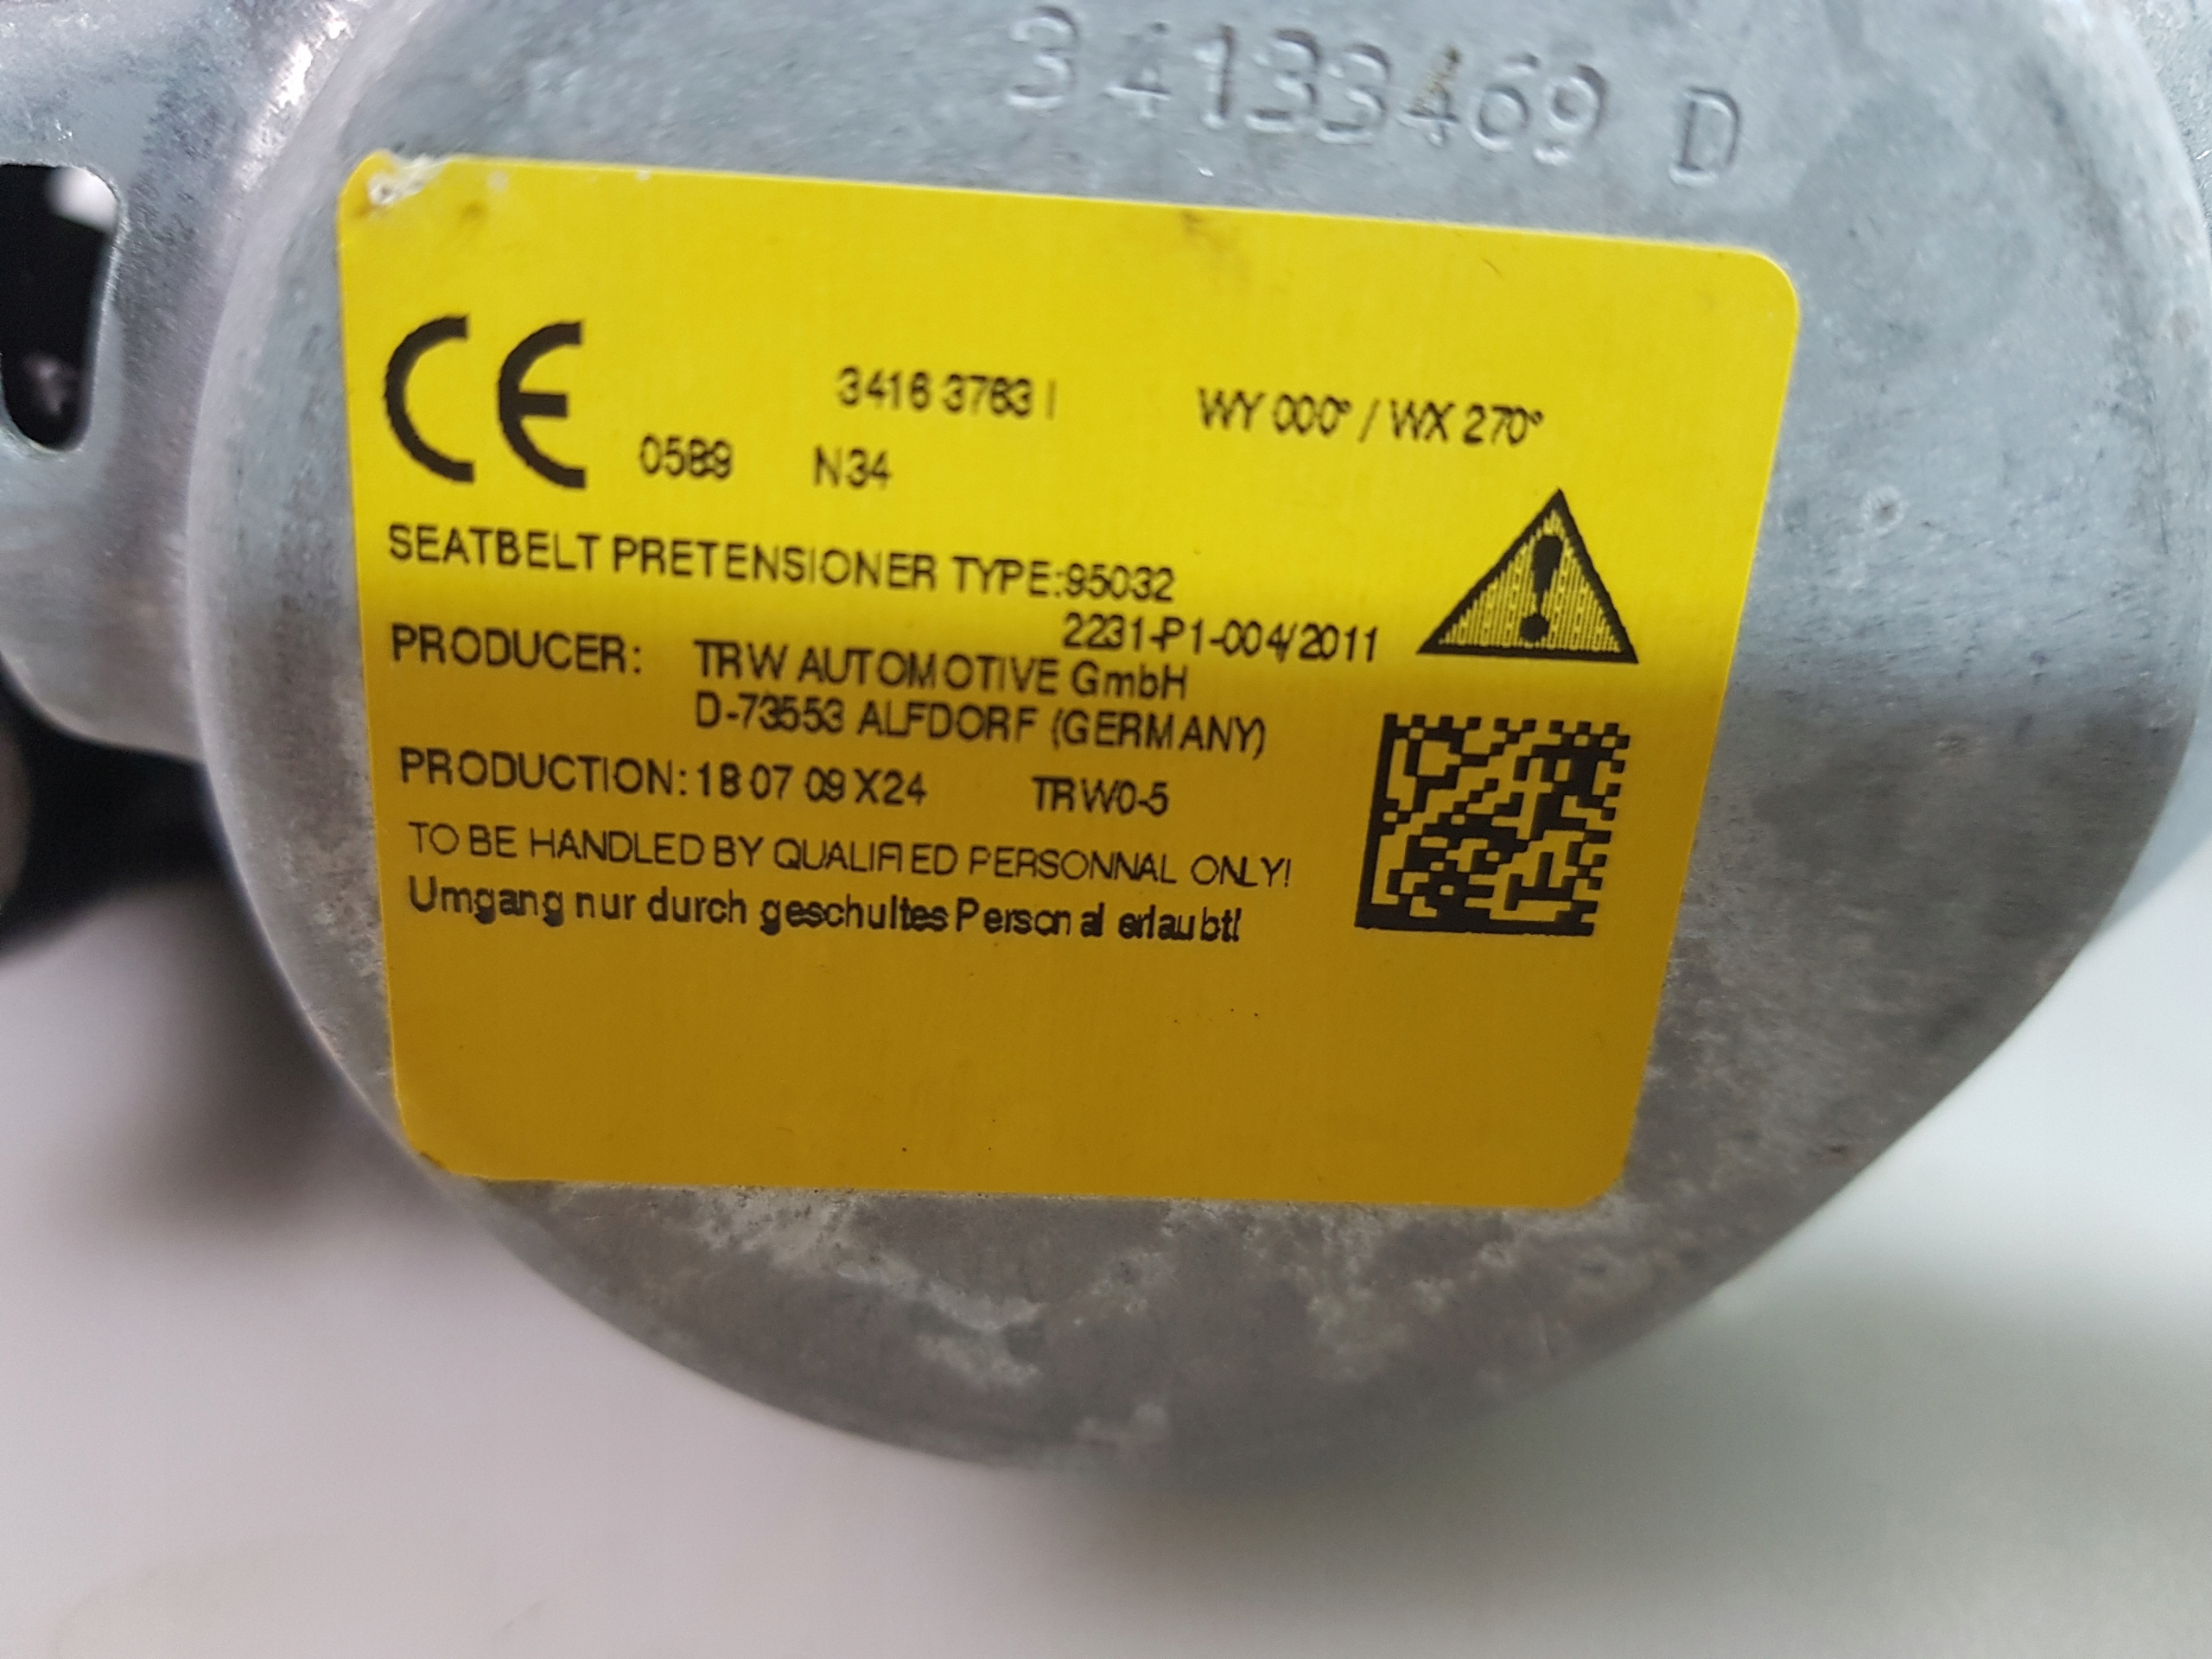 34133469 D
CE
3416 3763 I WY 000° / WX 270°
0589 N34
SEATBELT PRETENSIONER TYPE:95032
2231-P1-004/2011
PRODUCER: TRW AUTOMOTIVE GmbH
D-73553 ALFDORF (GERMANY)
PRODUCTION: 18 07 09 X24 TRW0-5
TO BE HANDLED BY QUALIFIED PERSONNAL ONLY!
Umgang nur durch geschultes Personal erlaubt!